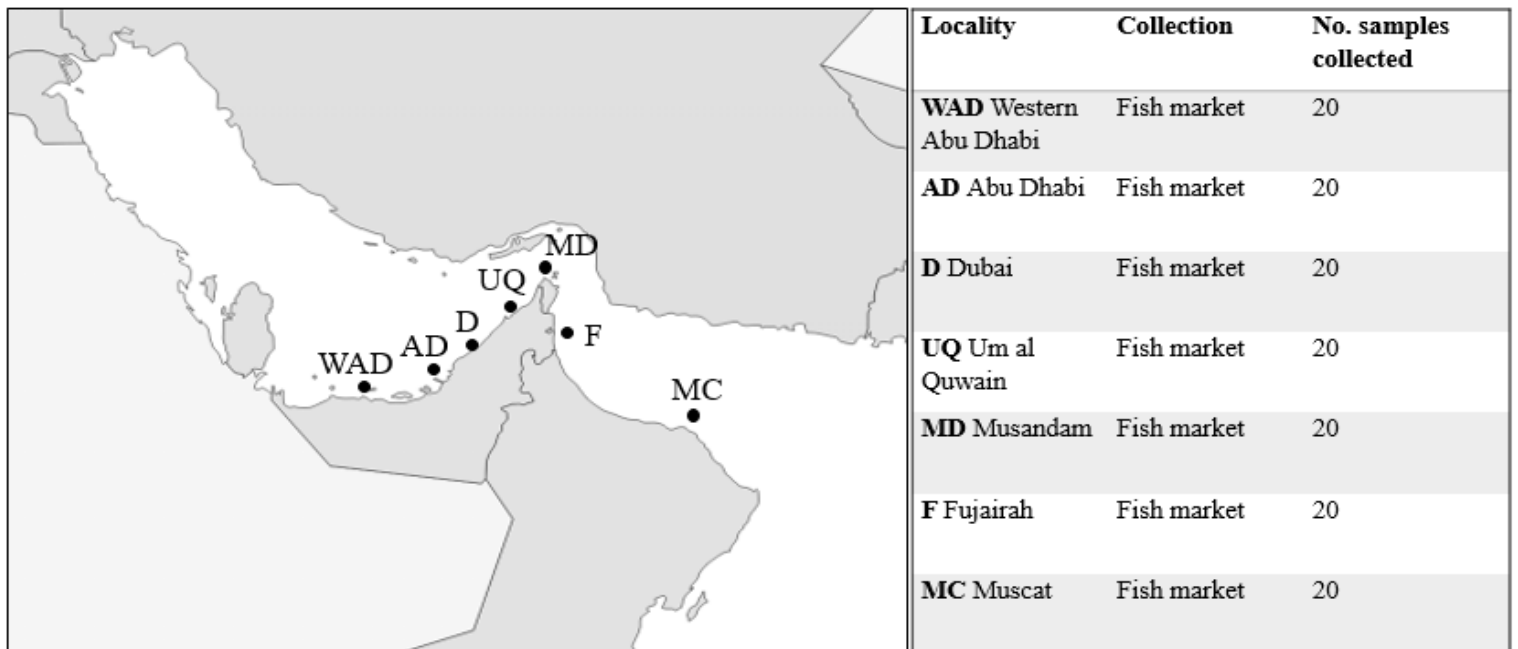 MD
UQ
D
F
AD
WAD
MC
Locality Collection No. samples
collected
WAD Western Fish market 20
Abu Dhabi
AD Abu Dhabi Fish market 20
D Dubai Fish market 20
UQ Um al Fish market 20
Quwain
MD Musandam Fish market 20
F Fujairah Fish market 20
MC Muscat Fish market 20